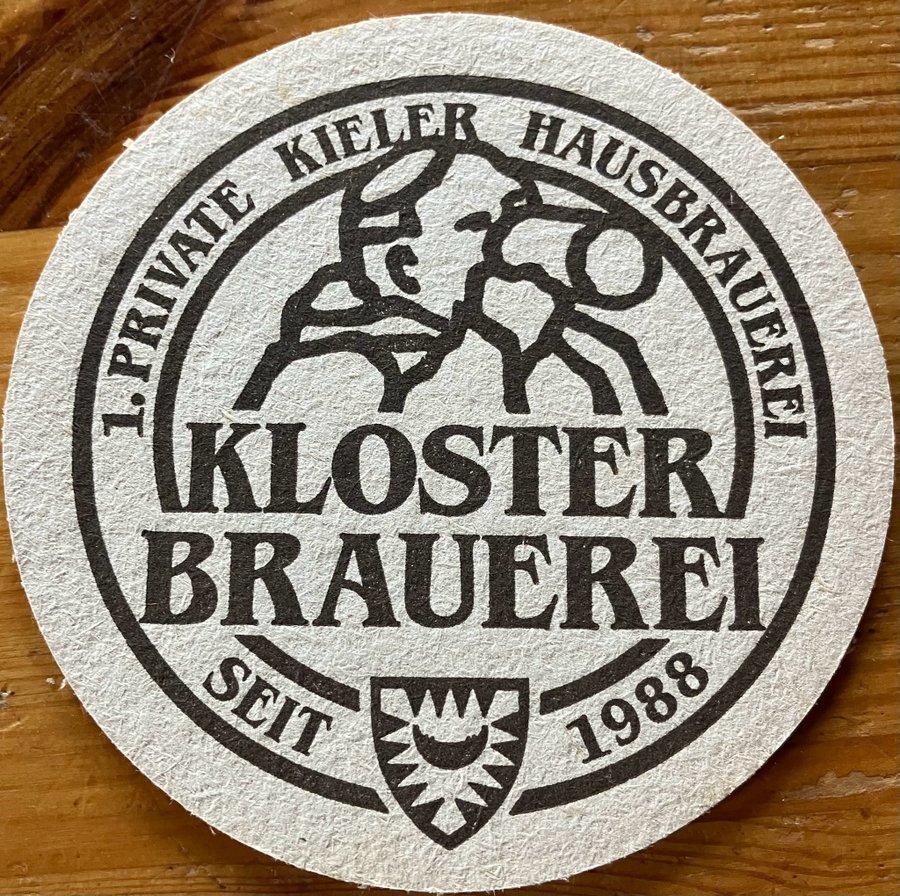 1. PRIVATE KIELER HAUSBRAUEREI
KLOSTER
BRAUEREI
SEIT 1988